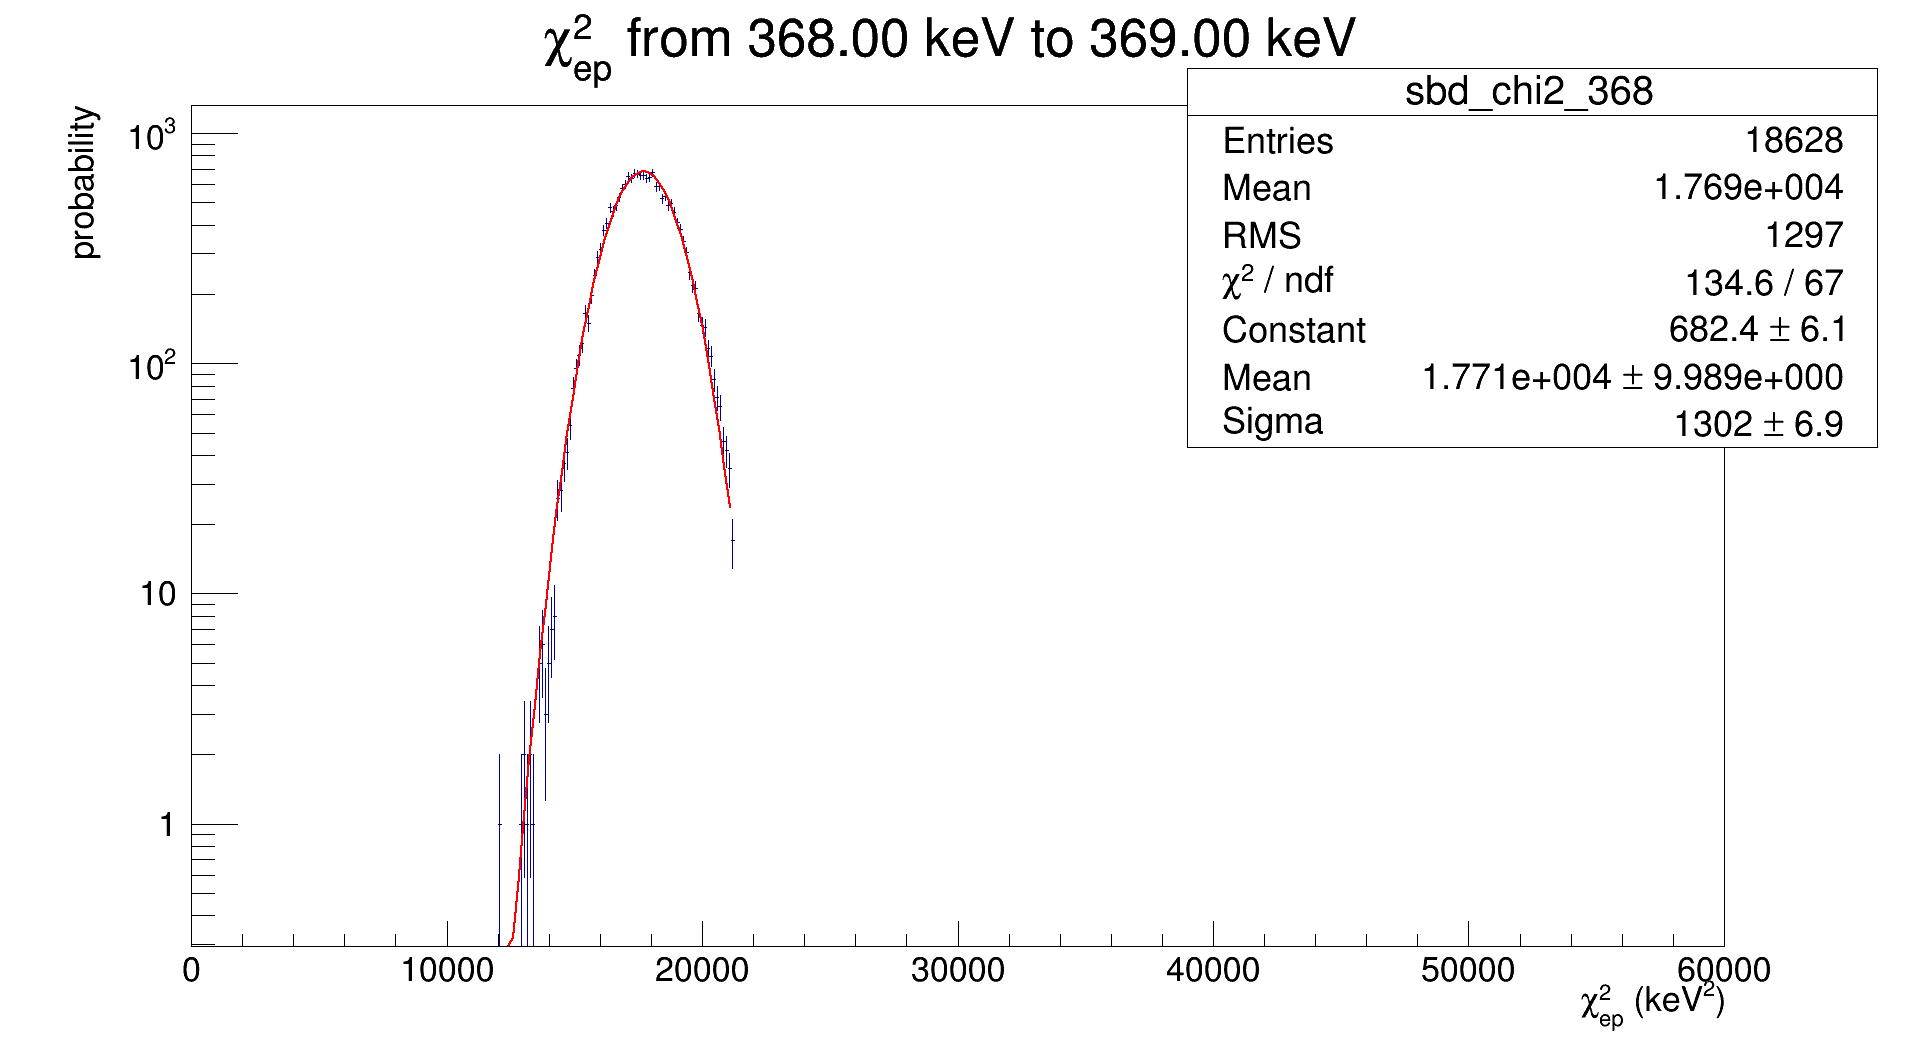 χ²ep from 368.00 keV to 369.00 keV
sbd_chi2_368
Entries 18628
Mean 1.769e+004
RMS 1297
χ² / ndf 134.6 / 67
Constant 682.4 ± 6.1
Mean 1.771e+004 ± 9.989e+000
Sigma 1302 ± 6.9
probability
10³
10²
10
1
0 10000 20000 30000 40000 50000 60000
χ²ep (keV²)